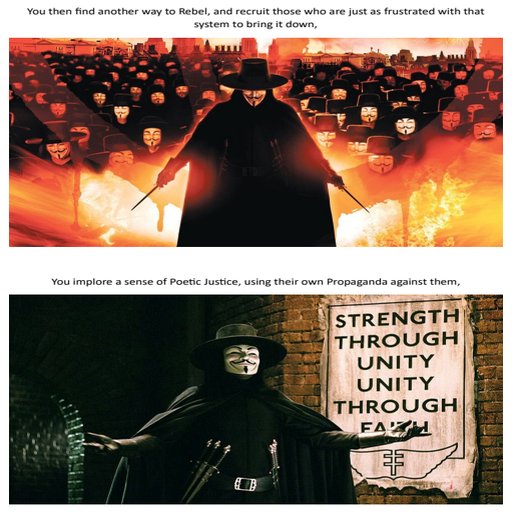 You then find another way to Rebel, and recruit those who are just as frustrated with that
system to bring it down,
You implore a sense of Poetic Justice, using their own Propaganda against them,
STRENGTH
THROUGH
UNITY
UNITY
THROUGH
FAITH